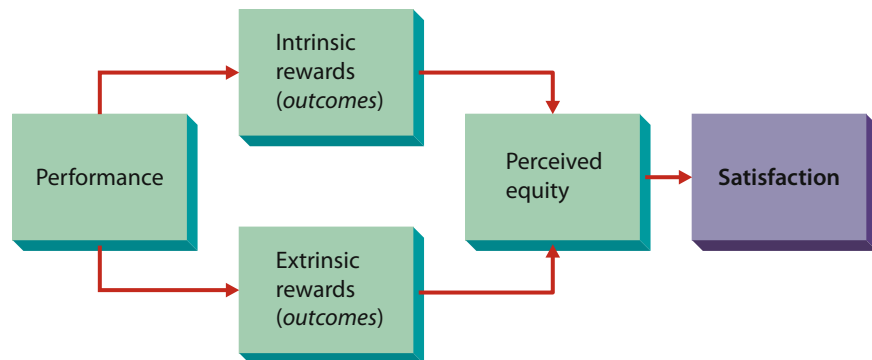 Performance
Intrinsic
rewards
(outcomes)
Extrinsic
rewards
(outcomes)
Perceived
equity
Satisfaction